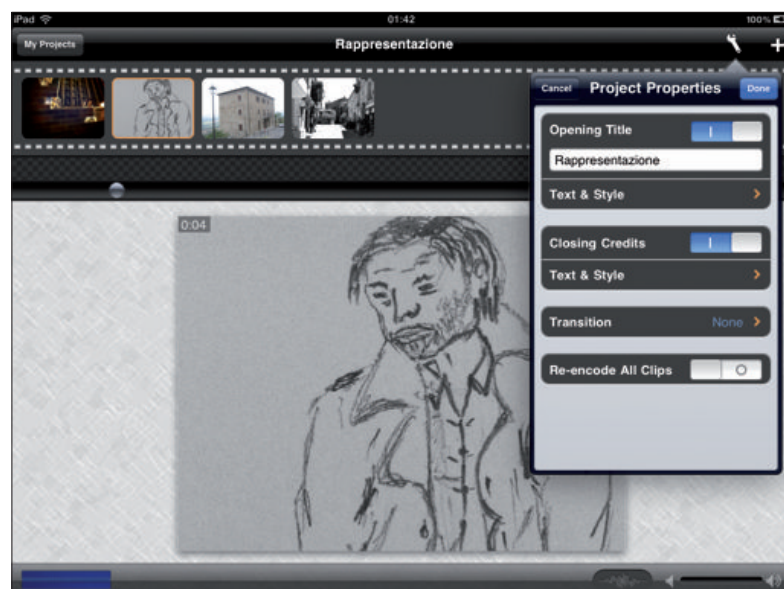 iPad 01:42 100%
My Projects Rappresentazione +
Cancel Project Properties Done
Opening Title
Rappresentazione
Text & Style >
Closing Credits
Text & Style >
Transition None >
Re-encode All Clips
0:04